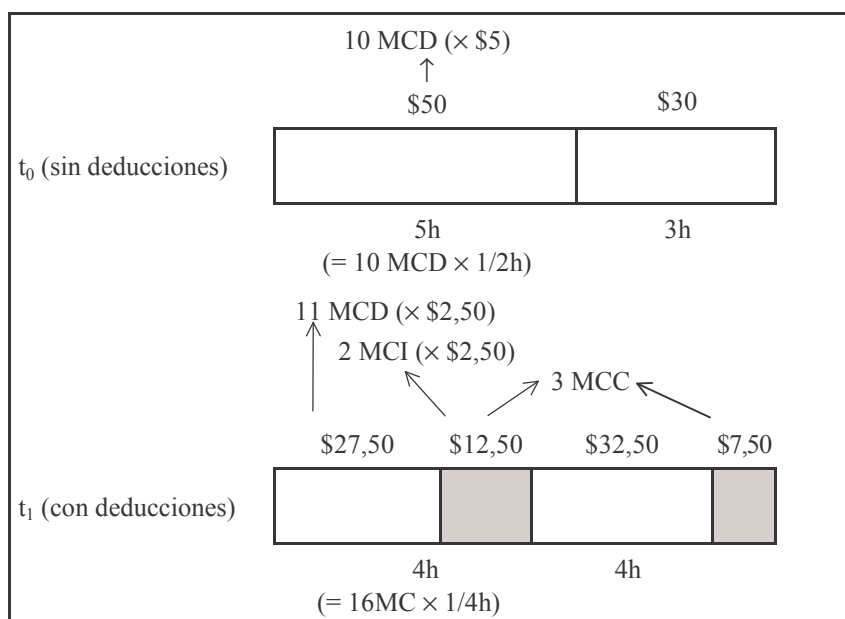 10 MCD (× $5)
↑
$50 $30
t₀ (sin deducciones)
5h 3h
(= 10 MCD × 1/2h)
11 MCD (× $2,50)
2 MCI (× $2,50)
3 MCC
$27,50 $12,50 $32,50 $7,50
t₁ (con deducciones)
4h 4h
(= 16MC × 1/4h)